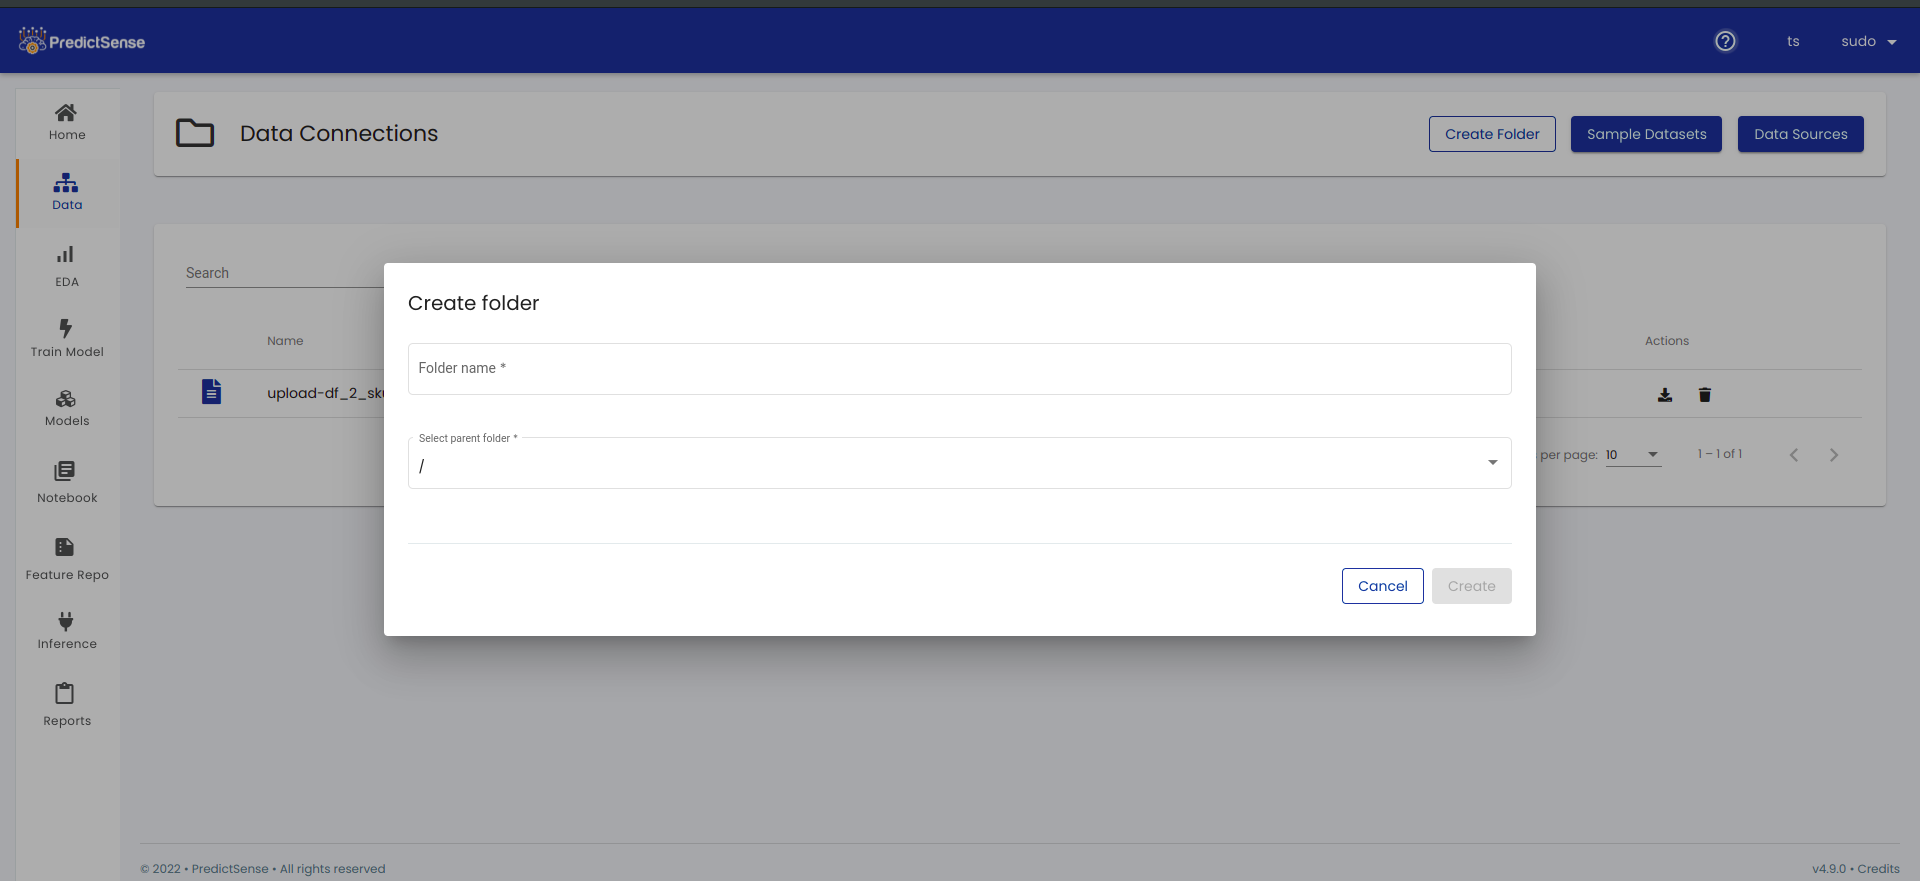 PredictSense
ts
sudo
Home
Data
EDA
Train Model
Models
Notebook
Feature Repo
Inference
Reports
Data Connections
Create Folder
Sample Datasets
Data Sources
Search
Name
Actions
Create folder
Folder name *
Select parent folder *
/
Cancel
Create
per page: 10
1 – 1 of 1
© 2022 • PredictSense • All rights reserved
v4.9.0 • Credits